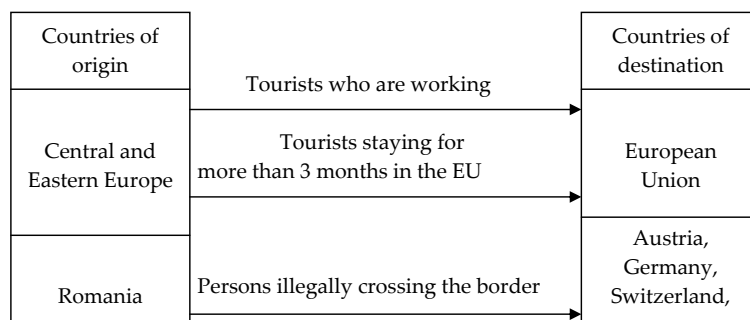 Countries of
origin
Countries of
destination
Tourists who are working
Tourists staying for
more than 3 months in the EU
Central and
Eastern Europe
European
Union
Romania
Persons illegally crossing the border
Austria,
Germany,
Switzerland,